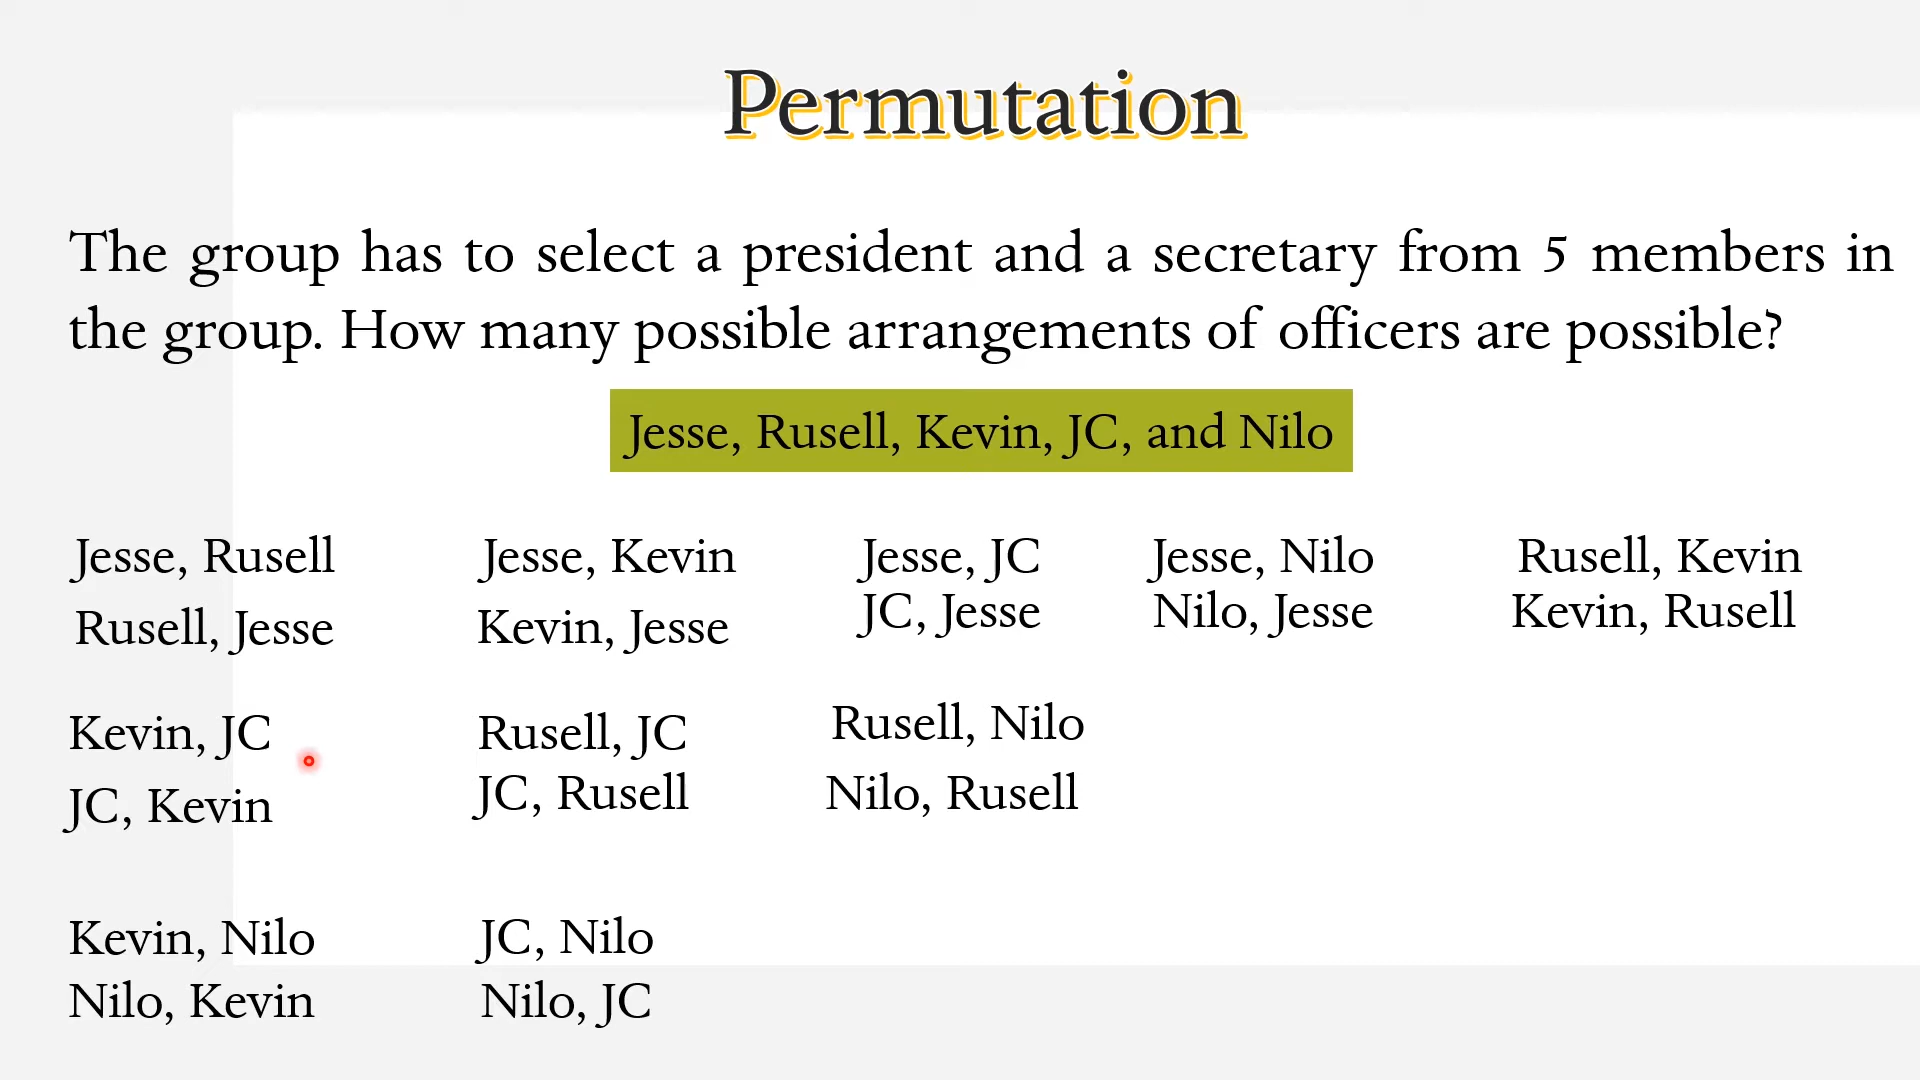 Permutation
The group has to select a president and a secretary from 5 members in
the group. How many possible arrangements of officers are possible?
Jesse, Rusell, Kevin, JC, and Nilo
Jesse, Rusell
Rusell, Jesse
Jesse, Kevin
Kevin, Jesse
Jesse, JC
JC, Jesse
Jesse, Nilo
Nilo, Jesse
Rusell, Kevin
Kevin, Rusell
Kevin, JC
JC, Kevin
Rusell, JC
JC, Rusell
Rusell, Nilo
Nilo, Rusell
Kevin, Nilo
Nilo, Kevin
JC, Nilo
Nilo, JC